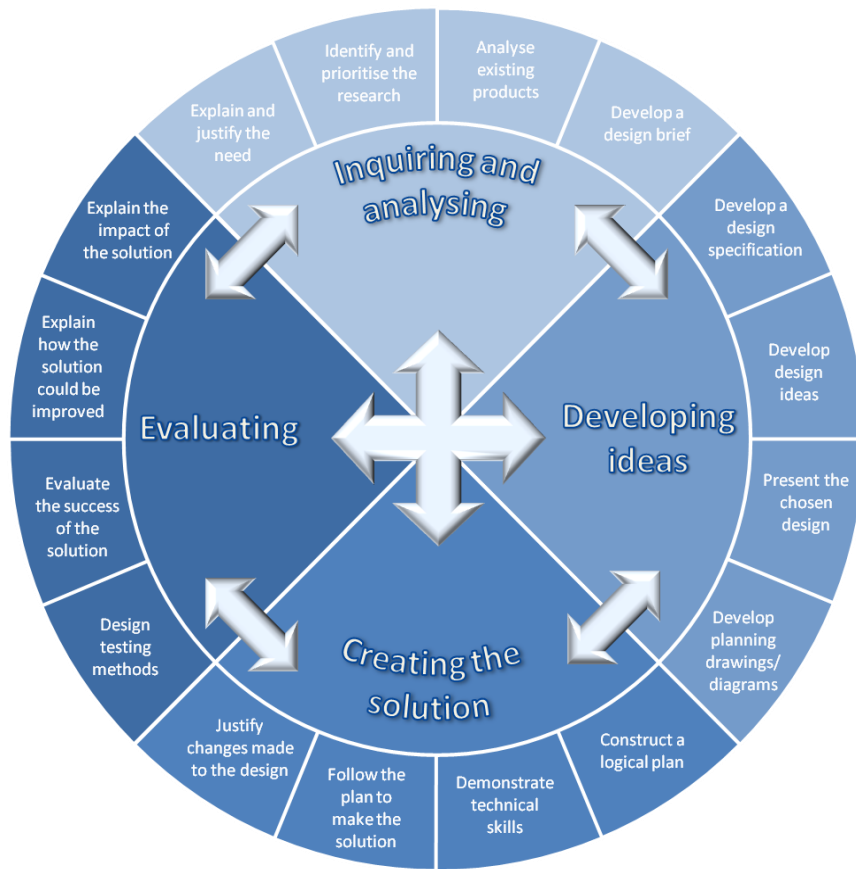 Explain and
justify the
need
Identify and
prioritise the
research
Analyse
existing
products
Develop a
design brief
Inquiring and
analysing
Develop a
design
specification
Develop
design
ideas
Present the
chosen
design
Develop
planning
drawings/
diagrams
Developing
ideas
Construct a
logical plan
Demonstrate
technical
skills
Follow the
plan to
make the
solution
Justify
changes made
to the design
Creating the
solution
Design
testing
methods
Evaluate
the success
of the
solution
Explain
how the
solution
could be
improved
Explain the
impact of
the solution
Evaluating